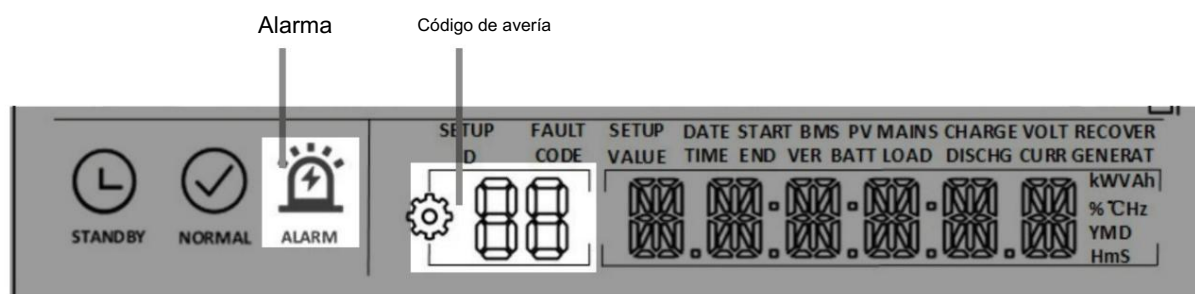 Alarma Código de avería
SETUP FAULT SETUP DATE START BMS PV MAINS CHARGE VOLT RECOVER
D CODE VALUE TIME END VER BATT LOAD DISCHG CURR GENERAT
88
kWVAh
% ℃Hz
YMD
HmS
STANDBY NORMAL ALARM